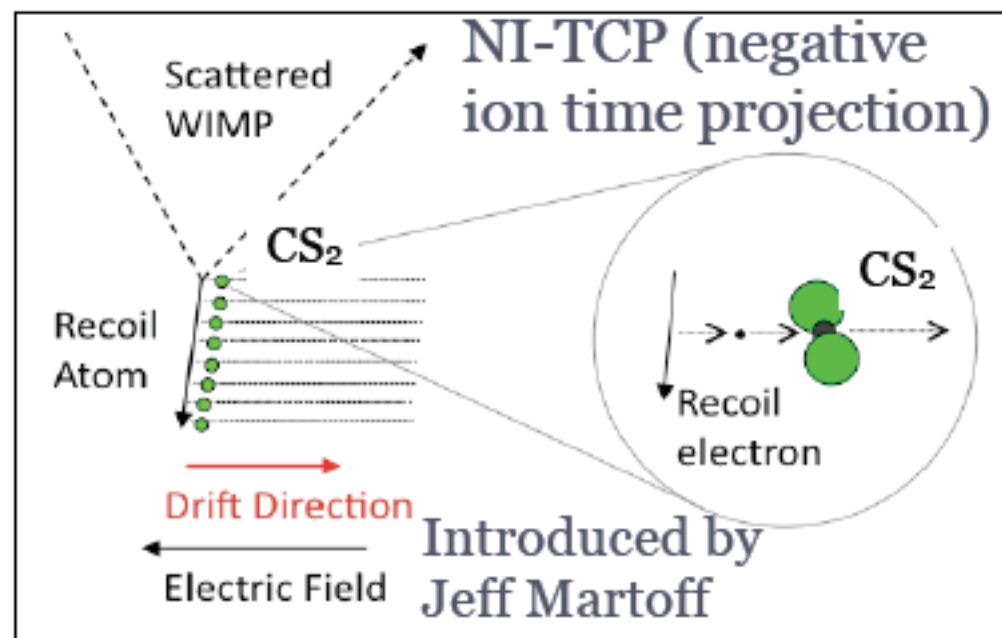 Scattered
WIMP
NI-TCP (negative
ion time projection)
CS₂
CS₂
Recoil
Atom
Recoil
electron
Drift Direction
Electric Field
Introduced by
Jeff Martoff